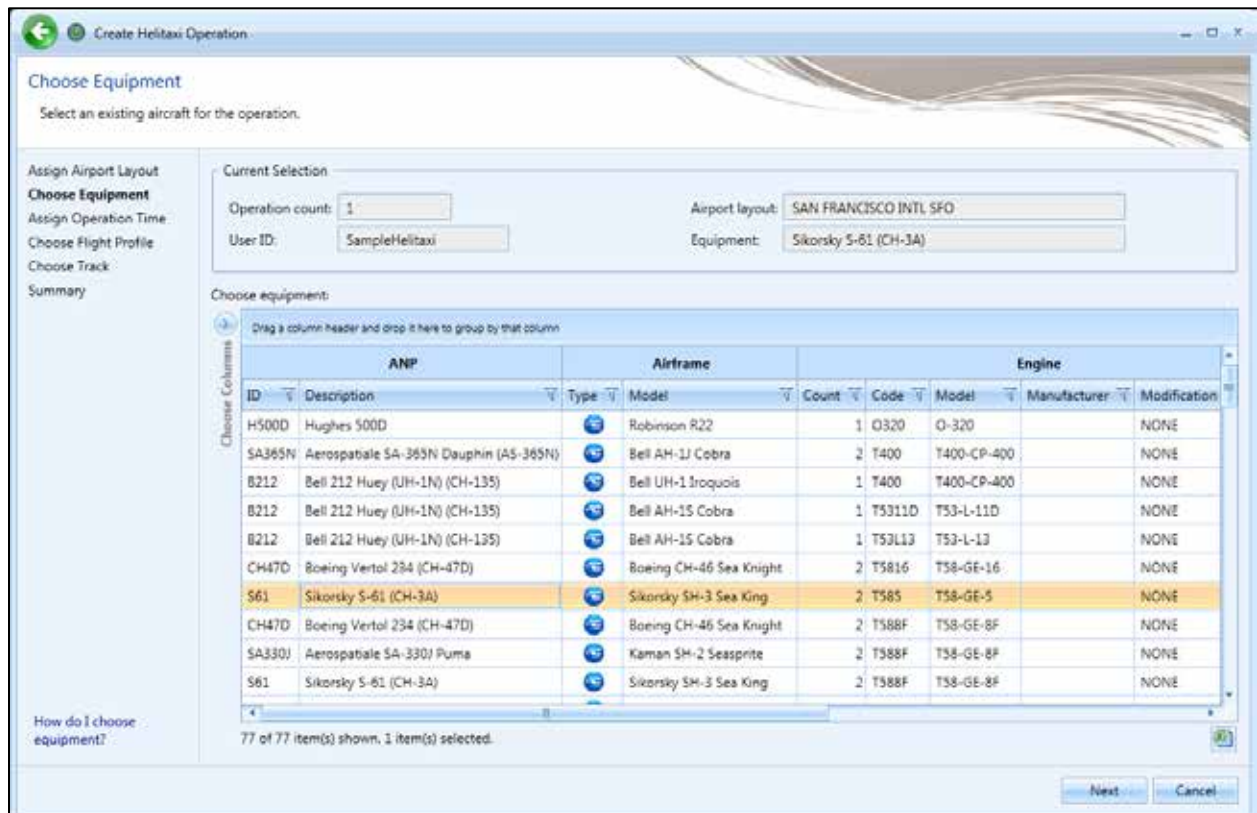 Create Helitaxi Operation
Choose Equipment
Select an existing aircraft for the operation.
Assign Airport Layout
Choose Equipment
Assign Operation Time
Choose Flight Profile
Choose Track
Summary
Current Selection
Operation count: 1 Airport layout: SAN FRANCISCO INTL SFO
User ID: SampleHelitaxi Equipment: Sikorsky S-61 (CH-3A)
Choose equipment:
Choose Columns
Drag a column header and drop it here to group by that column
ANP Airframe Engine
ID Description Type Model Count Code Model Manufacturer Modification
H500D Hughes 500D Robinson R22 1 O320 O-320 NONE
SA365N Aerospatiale SA-365N Dauphin (AS-365N) Bell AH-1J Cobra 2 T400 T400-CP-400 NONE
B212 Bell 212 Huey (UH-1N) (CH-135) Bell UH-1 Iroquois 1 T400 T400-CP-400 NONE
B212 Bell 212 Huey (UH-1N) (CH-135) Bell AH-1S Cobra 1 T5311D T53-L-11D NONE
B212 Bell 212 Huey (UH-1N) (CH-135) Bell AH-1S Cobra 1 T53L13 T53-L-13 NONE
CH47D Boeing Vertol 234 (CH-47D) Boeing CH-46 Sea Knight 2 T5816 T58-GE-16 NONE
S61 Sikorsky S-61 (CH-3A) Sikorsky SH-3 Sea King 2 T585 T58-GE-5 NONE
CH47D Boeing Vertol 234 (CH-47D) Boeing CH-46 Sea Knight 2 T588F T58-GE-8F NONE
SA330J Aerospatiale SA-330J Puma Kaman SH-2 Seasprite 2 T588F T58-GE-8F NONE
S61 Sikorsky S-61 (CH-3A) Sikorsky SH-3 Sea King 2 T588F T58-GE-8F NONE
How do I choose
equipment?
77 of 77 item(s) shown. 1 item(s) selected.
Next Cancel